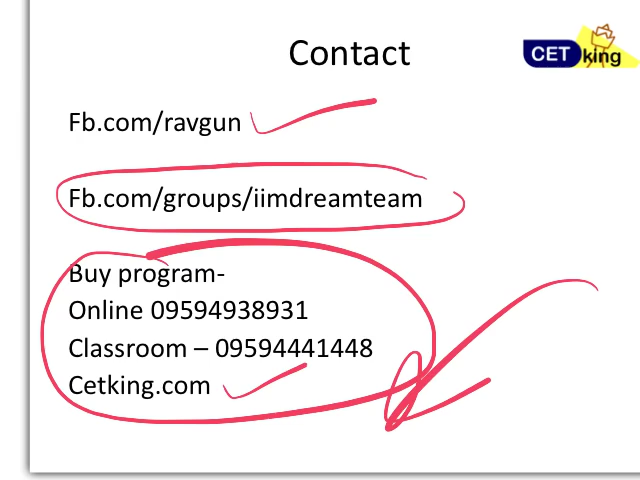 Contact
CET king
Fb.com/ravgun
Fb.com/groups/iimdreamteam
Buy program-
Online 09594938931
Classroom – 09594441448
Cetking.com